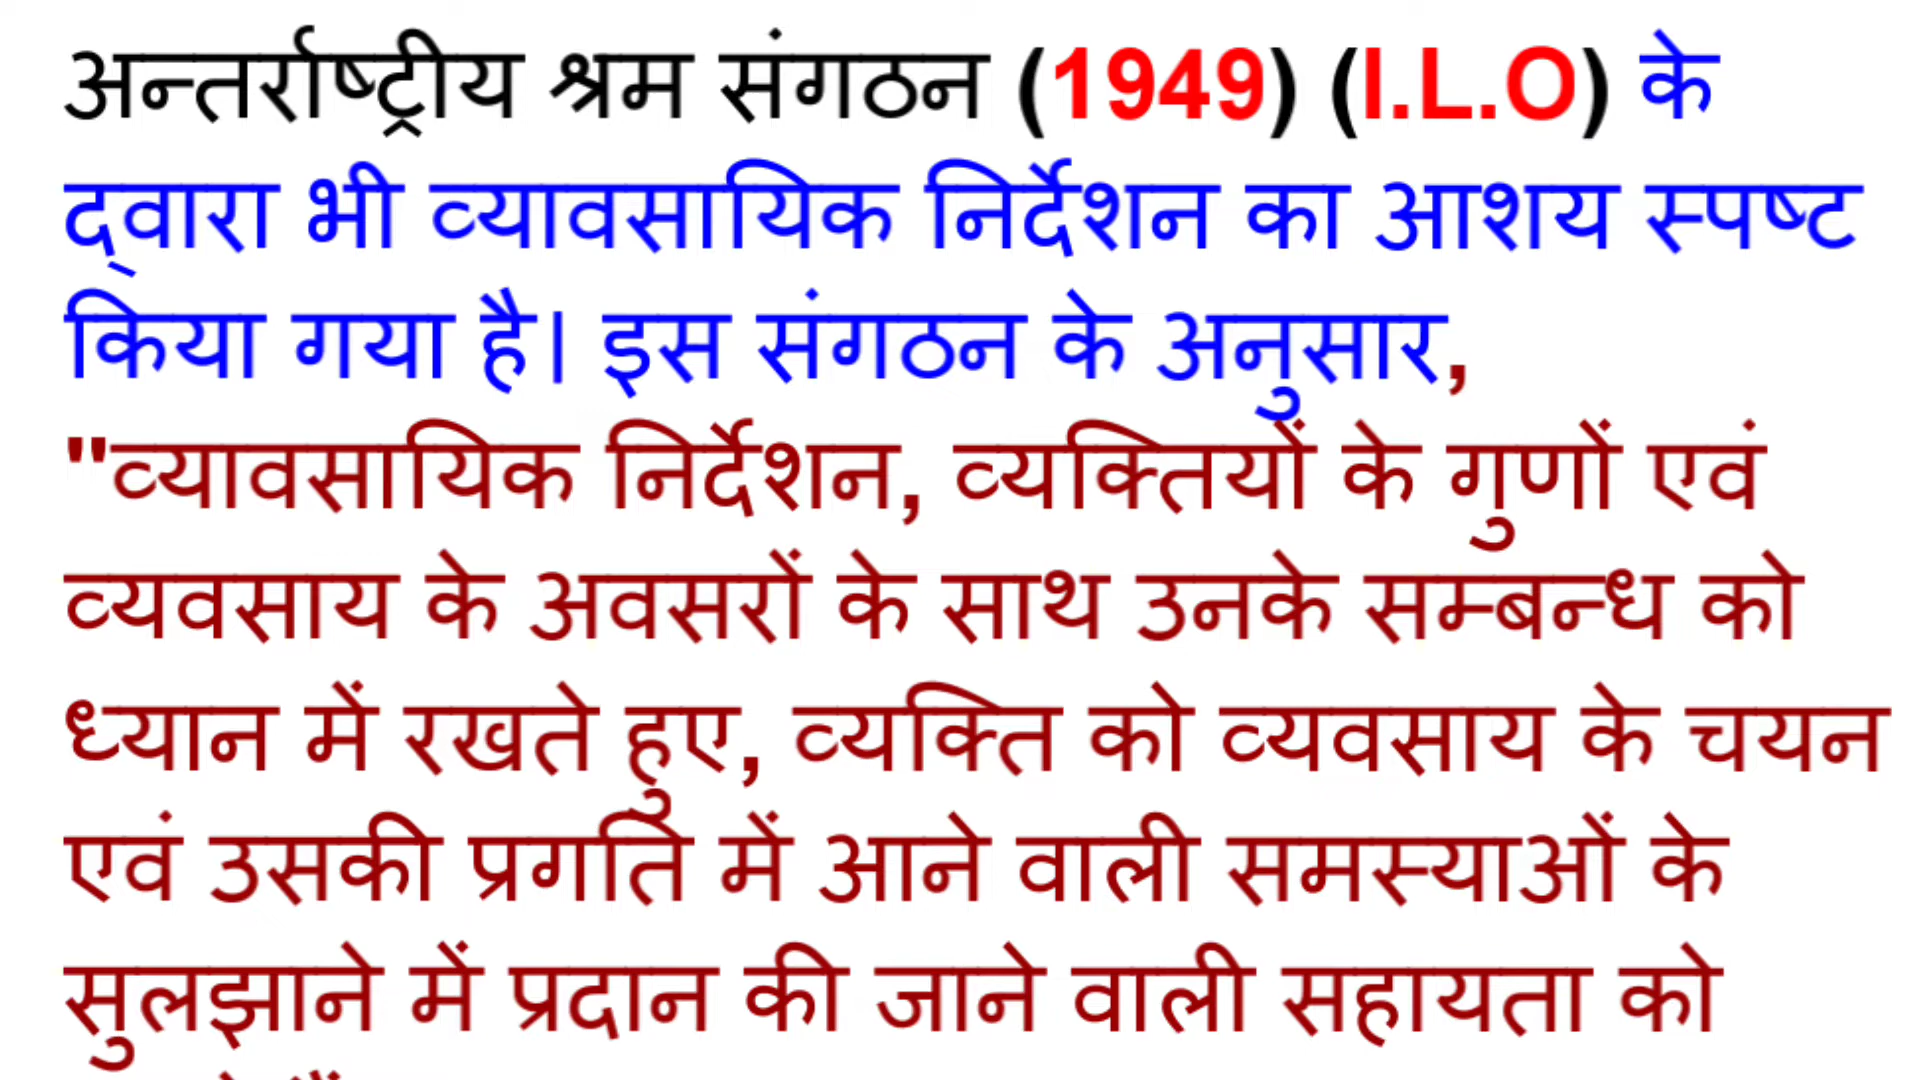 अन्तर्राष्ट्रीय श्रम संगठन (1949) (I.L.O) के
द्वारा भी व्यावसायिक निर्देशन का आशय स्पष्ट
किया गया है। इस संगठन के अनुसार,
"व्यावसायिक निर्देशन, व्यक्तियों के गुणों एवं
व्यवसाय के अवसरों के साथ उनके सम्बन्ध को
ध्यान में रखते हुए, व्यक्ति को व्यवसाय के चयन
एवं उसकी प्रगति में आने वाली समस्याओं के
सुलझाने में प्रदान की जाने वाली सहायता को